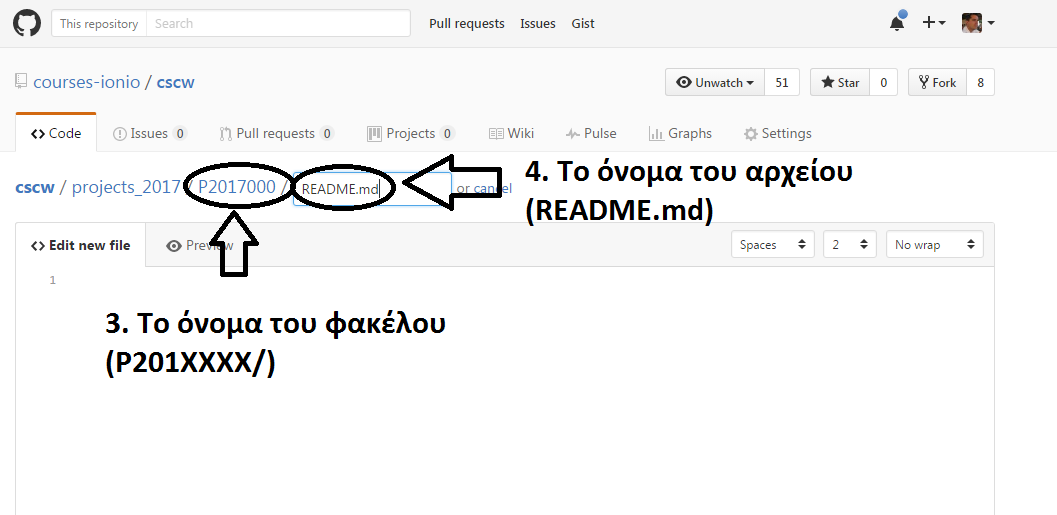 This repository Search Pull requests Issues Gist
courses-ionio / cscw Unwatch 51 Star 0 Fork 8
Code Issues 0 Pull requests 0 Projects 0 Wiki Pulse Graphs Settings
cscw / projects_2017 / P2017000 / README.md or cancel
4. Το όνομα του αρχείου
(README.md)
Edit new file Preview Spaces 2 No wrap
1
3. Το όνομα του φακέλου
(P201XXXX/)